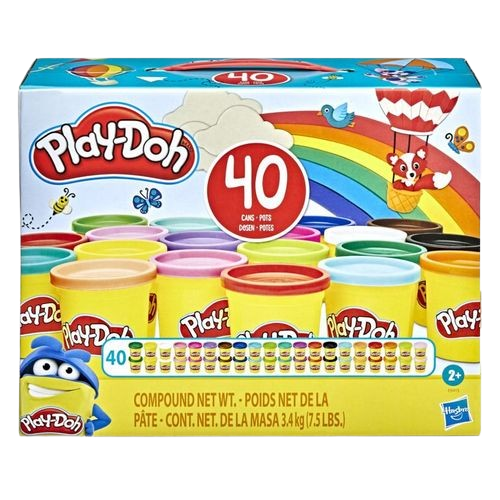 40
Play-Doh
40
CANS • POTS
DOSEN • POTES
Play-Doh
Play-Doh
Play-Doh
Play-Doh
Play-Doh
40
2+
COMPOUND NET WT. - POIDS NET DE LA
PÂTE - CONT. NET. DE LA MASA 3.4 kg (7.5 LBS.)
Play-Doh
Hasbro